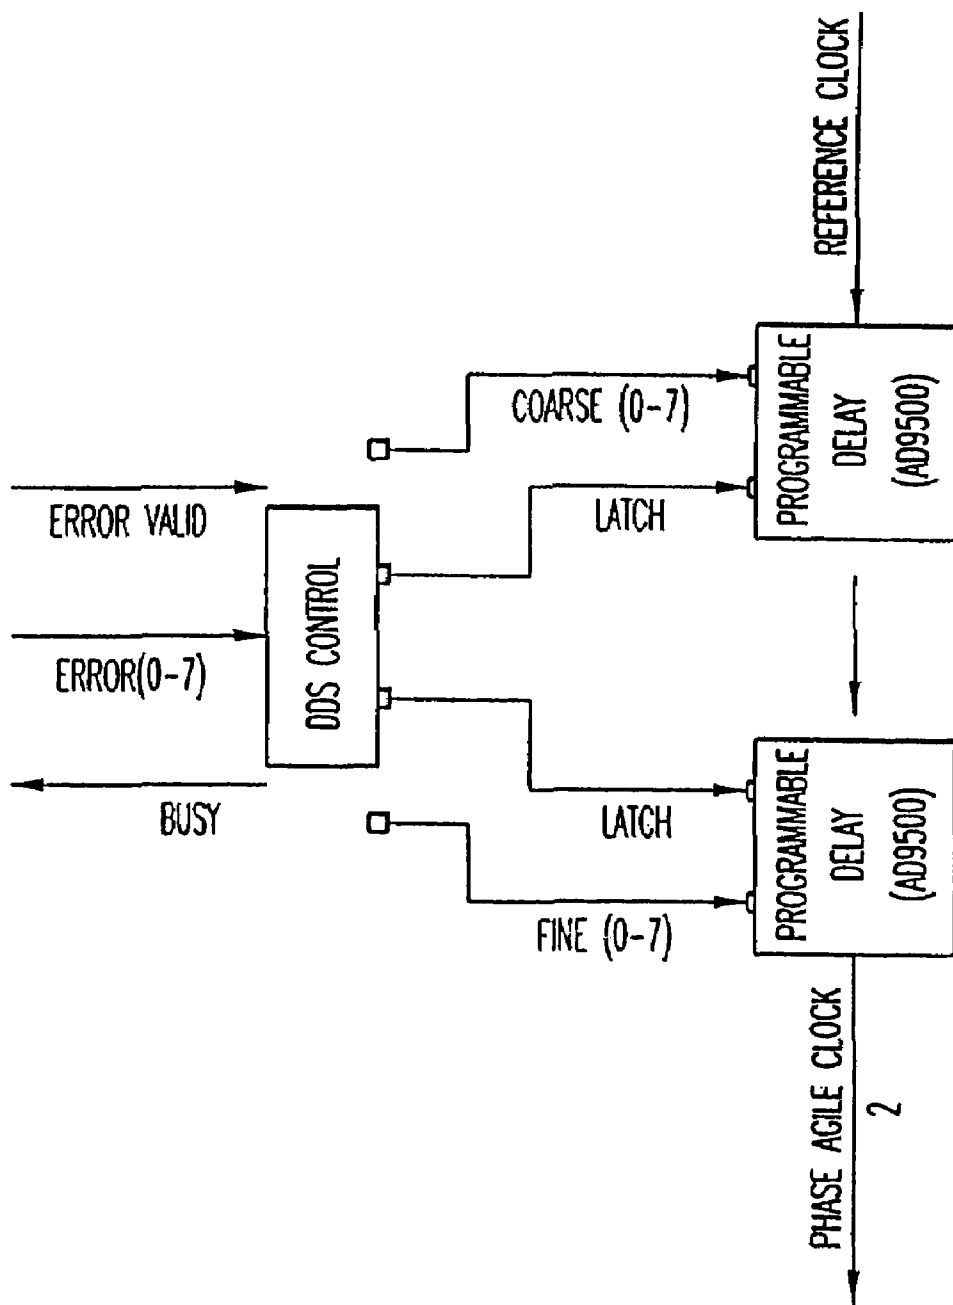 ERROR VALID
ERROR(0-7)
BUSY
DDS CONTROL
COARSE (0-7)
LATCH
LATCH
FINE (0-7)
REFERENCE CLOCK
PROGRAMMABLE
DELAY
(AD9500)
PROGRAMMABLE
DELAY
(AD9500)
PHASE AGILE CLOCK
2